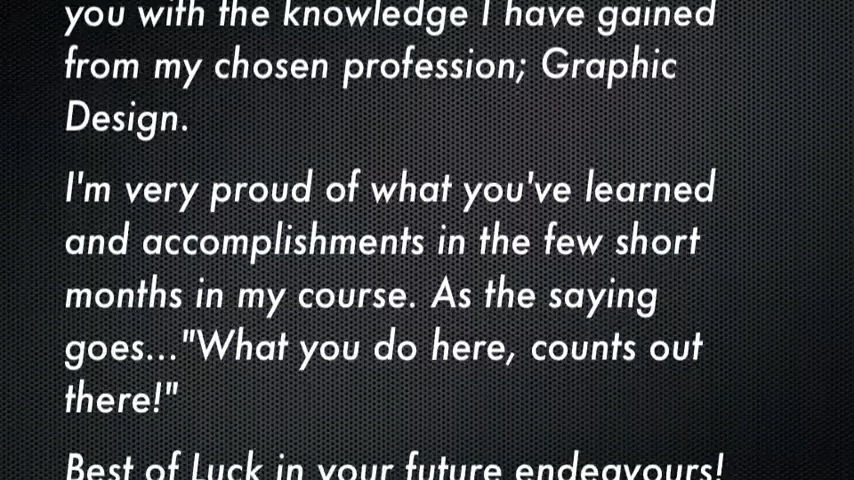 you with the knowledge I have gained
from my chosen profession; Graphic
Design.
I'm very proud of what you've learned
and accomplishments in the few short
months in my course. As the saying
goes..."What you do here, counts out
there!"
Best of Luck in your future endeavours!